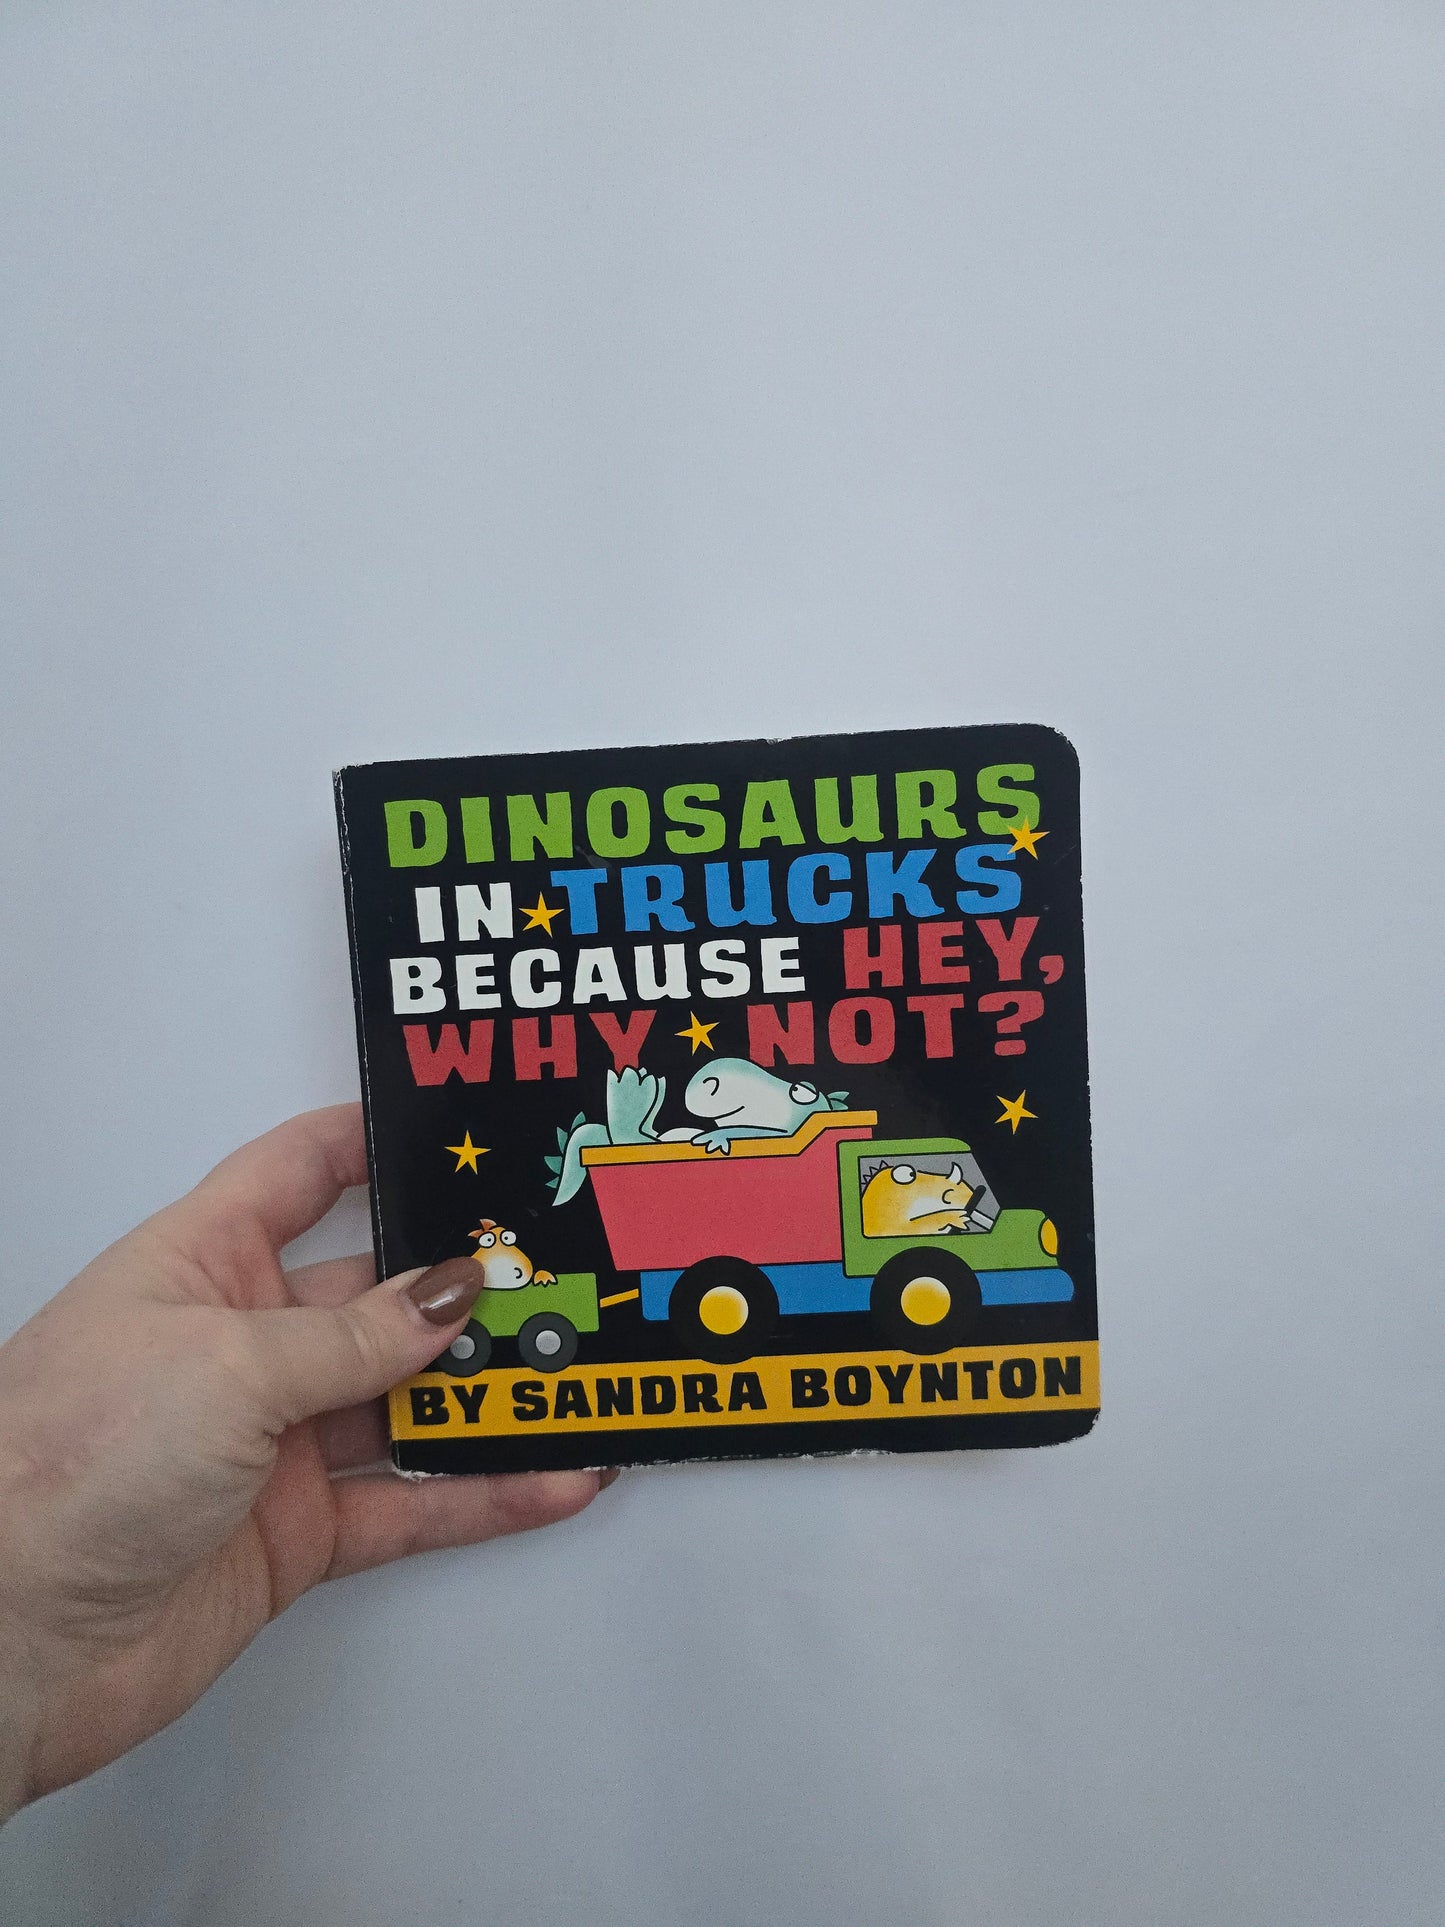 DINOSAURS
IN TRUCKS
BECAUSE HEY,
WHY NOT?
BY SANDRA BOYNTON